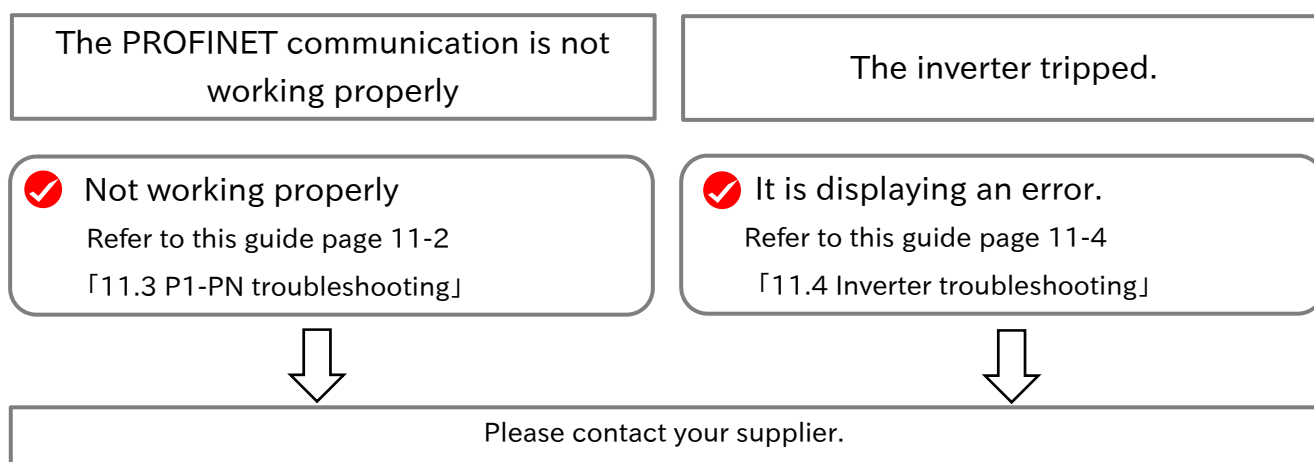 The PROFINET communication is not
working properly
The inverter tripped.
Not working properly
Refer to this guide page 11-2
「11.3 P1-PN troubleshooting」
It is displaying an error.
Refer to this guide page 11-4
「11.4 Inverter troubleshooting」
Please contact your supplier.